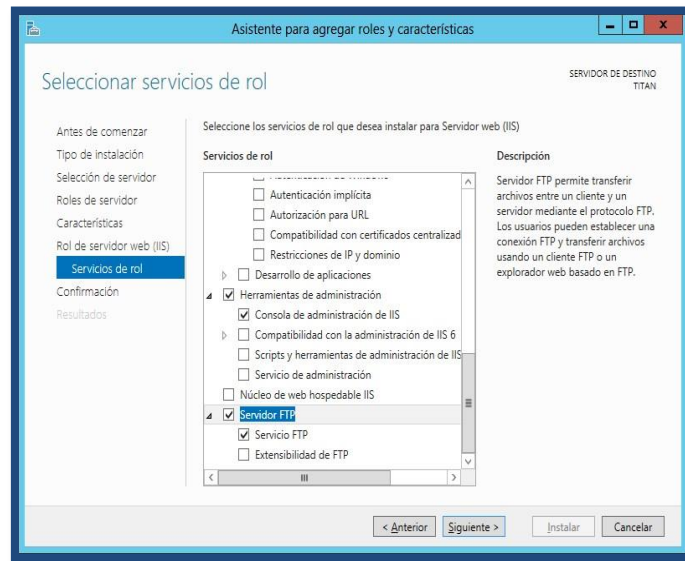 Asistente para agregar roles y características
Seleccionar servicios de rol
SERVIDOR DE DESTINO
TITAN
Antes de comenzar
Tipo de instalación
Selección de servidor
Roles de servidor
Características
Rol de servidor web (IIS)
Servicios de rol
Confirmación
Resultados
Seleccione los servicios de rol que desea instalar para Servidor web (IIS)
Servicios de rol
Autenticación implícita
Autorización para URL
Compatibilidad con certificados centralizad
Restricciones de IP y dominio
Desarrollo de aplicaciones
Herramientas de administración
Consola de administración de IIS
Compatibilidad con la administración de IIS 6
Scripts y herramientas de administración de IIS
Servicio de administración
Núcleo de web hospedable IIS
Servidor FTP
Servicio FTP
Extensibilidad de FTP
Descripción
Servidor FTP permite transferir
archivos entre un cliente y un
servidor mediante el protocolo FTP.
Los usuarios pueden establecer una
conexión FTP y transferir archivos
usando un cliente FTP o un
explorador web basado en FTP.
< Anterior
Siguiente >
Instalar
Cancelar